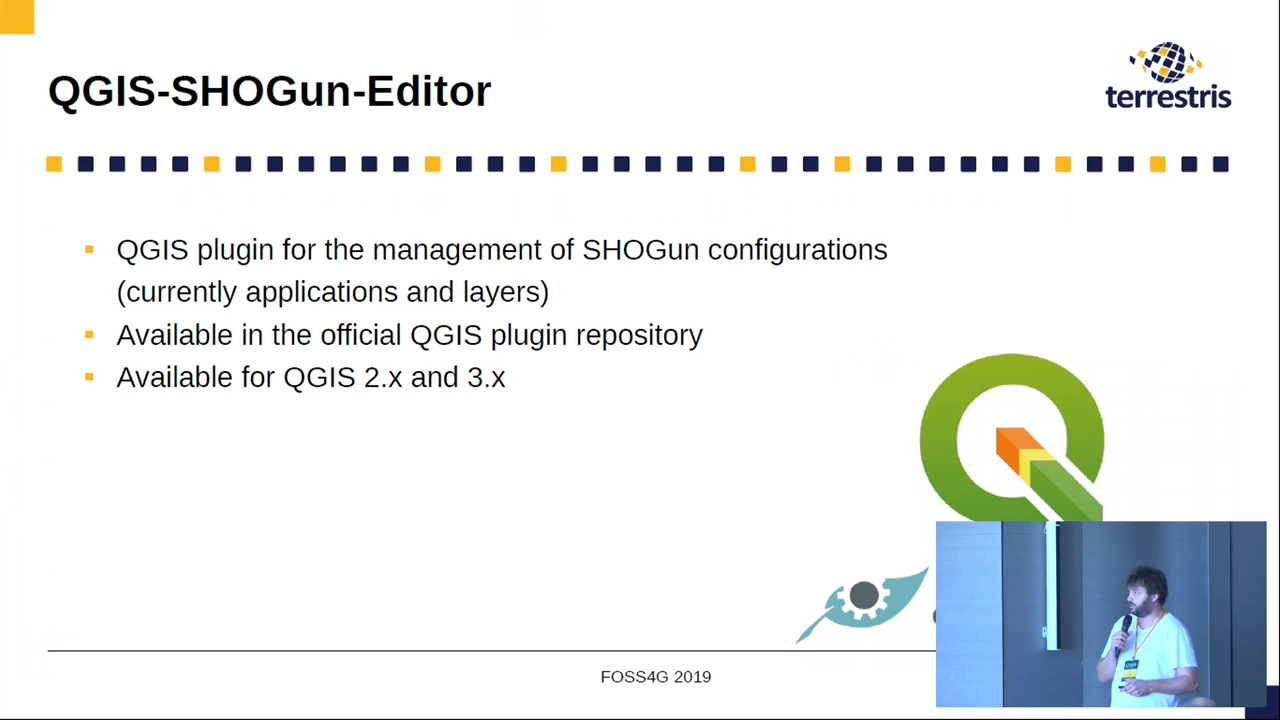 QGIS-SHOGun-Editor
terrestris
QGIS plugin for the management of SHOGun configurations
(currently applications and layers)
Available in the official QGIS plugin repository
Available for QGIS 2.x and 3.x
FOSS4G 2019